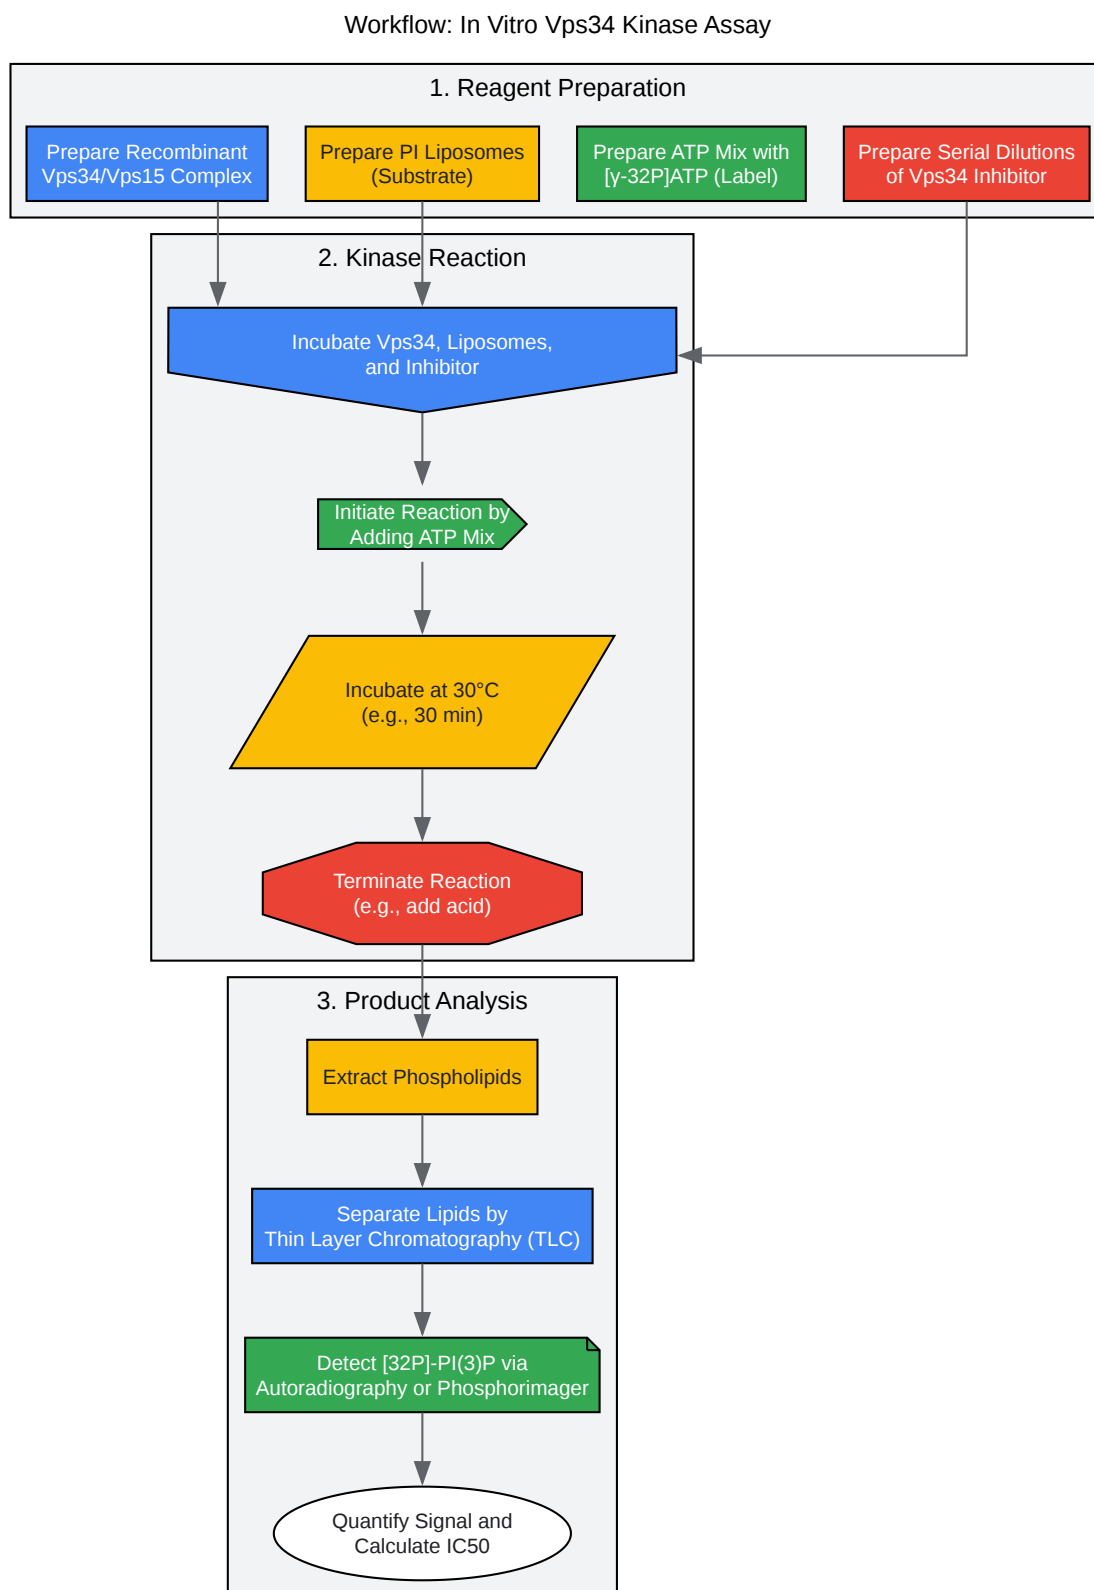 Workflow: In Vitro Vps34 Kinase Assay
1. Reagent Preparation
Prepare Recombinant
Vps34/Vps15 Complex
Prepare PI Liposomes
(Substrate)
Prepare ATP Mix with
[γ-32P]ATP (Label)
Prepare Serial Dilutions
of Vps34 Inhibitor
2. Kinase Reaction
Incubate Vps34, Liposomes,
and Inhibitor
Initiate Reaction by
Adding ATP Mix
Incubate at 30°C
(e.g., 30 min)
Terminate Reaction
(e.g., add acid)
3. Product Analysis
Extract Phospholipids
Separate Lipids by
Thin Layer Chromatography (TLC)
Detect [32P]-PI(3)P via
Autoradiography or Phosphorimager
Quantify Signal and
Calculate IC50